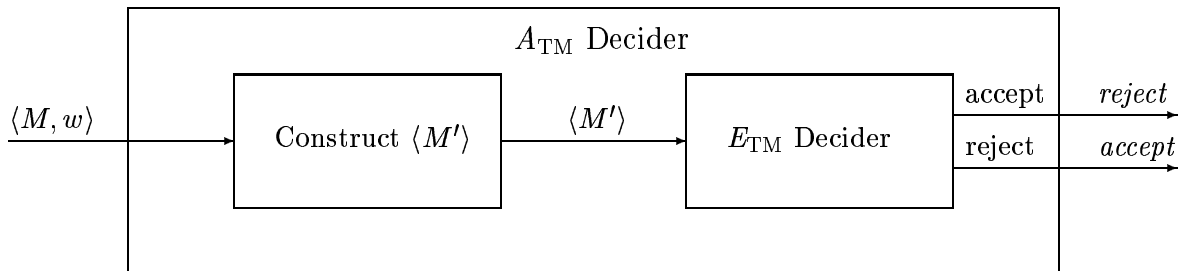 A_TM Decider
⟨M, w⟩
Construct ⟨M′⟩
⟨M′⟩
E_TM Decider
accept
reject
reject
accept